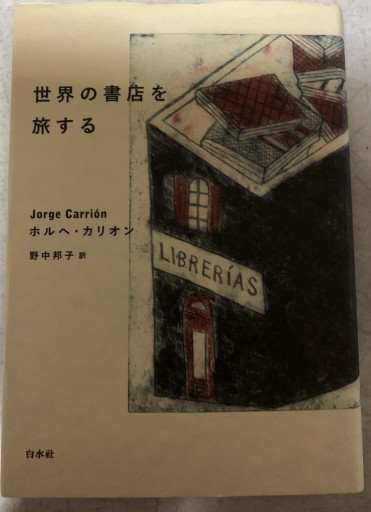 世界の書店を
旅する
Jorge Carrión
ホルヘ・カリオン
野中邦子 訳
LIBRERÍAS
白水社